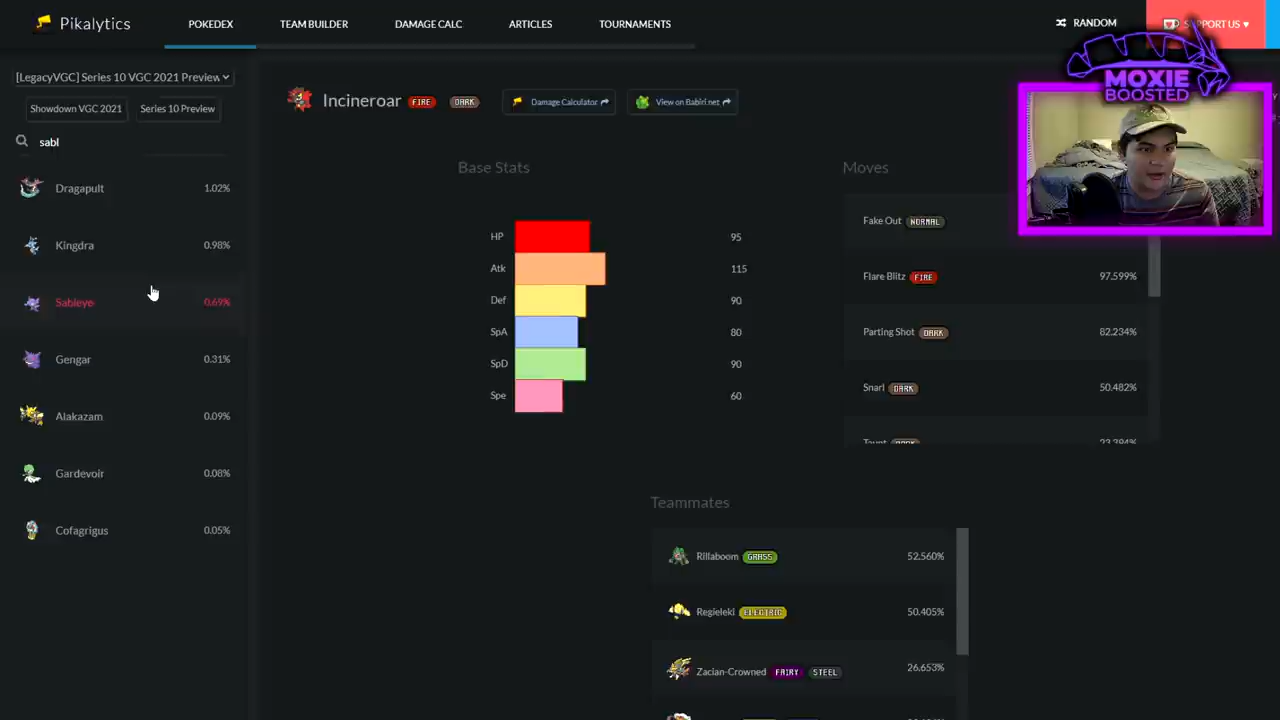 Pikalytics
POKEDEX
TEAM BUILDER
DAMAGE CALC
ARTICLES
TOURNAMENTS
RANDOM
SUPPORT US ♥
MOXIE
BOOSTED
[LegacyVGC] Series 10 VGC 2021 Preview
Showdown VGC 2021
Series 10 Preview
sabl
Dragapult 1.02%
Kingdra 0.98%
Sableye 0.69%
Gengar 0.31%
Alakazam 0.09%
Gardevoir 0.08%
Cofagrigus 0.05%
Incineroar FIRE DARK
Damage Calculator
View on Babiri.net
Base Stats
HP 95
Atk 115
Def 90
SpA 80
SpD 90
Spe 60
Moves
Fake Out NORMAL
Flare Blitz FIRE 97.599%
Parting Shot DARK 82.234%
Snarl DARK 50.482%
Taunt DARK
Teammates
Rillaboom GRASS 52.560%
Regieleki ELECTRIC 50.405%
Zacian-Crowned FAIRY STEEL 26.653%